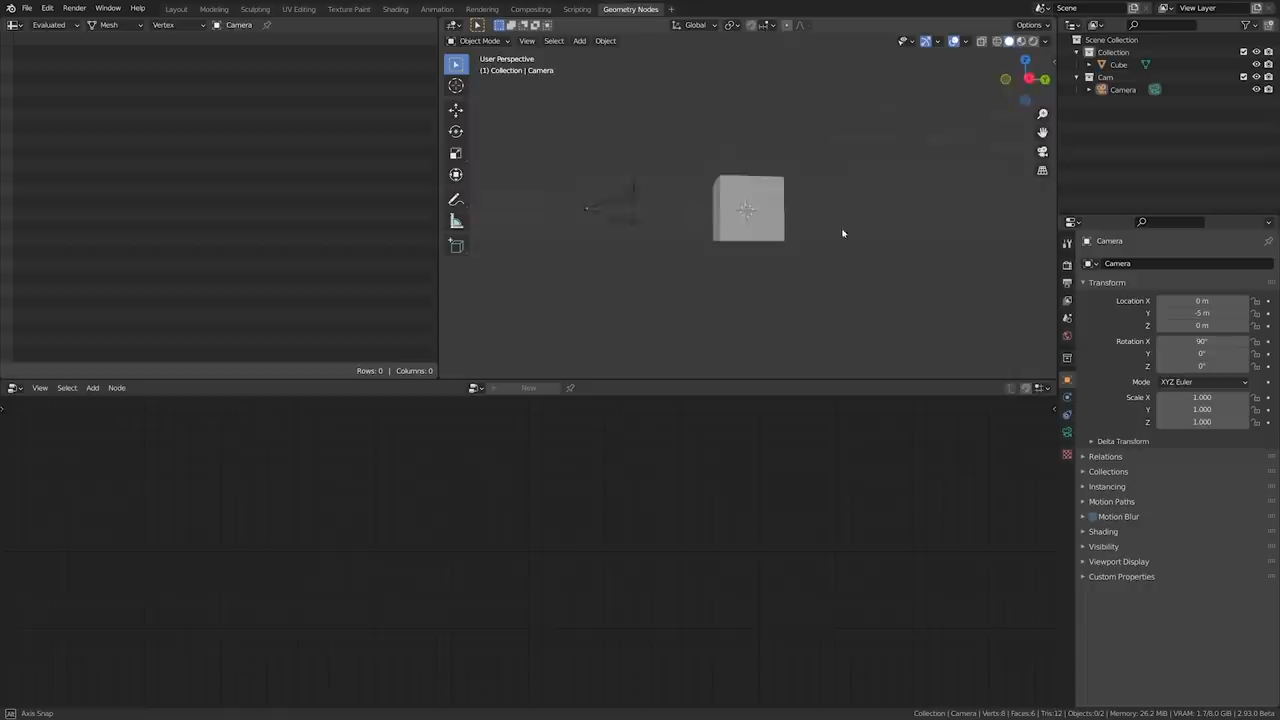 File Edit Render Window Help Layout Modeling Sculpting UV Editing Texture Paint Shading Animation Rendering Compositing Scripting Geometry Nodes + Scene View Layer
Evaluated Mesh Vertex Camera
Global Options
Object Mode View Select Add Object
User Perspective
(1) Collection | Camera
Rows: 0 | Columns: 0
View Select Add Node New
Scene Collection
Collection
Cube
Cam
Camera
Camera
Camera
Transform
Location X 0 m
Y -5 m
Z 0 m
Rotation X 90°
Y 0°
Z 0°
Mode XYZ Euler
Scale X 1.000
Y 1.000
Z 1.000
Delta Transform
Relations
Collections
Instancing
Motion Paths
Motion Blur
Shading
Visibility
Viewport Display
Custom Properties
Axis Snap
Collection | Camera | Verts:8 | Faces:6 | Tris:12 | Objects:0/2 | Memory: 26.2 MiB | VRAM: 1.7/8.0 GiB | 2.93.0 Beta